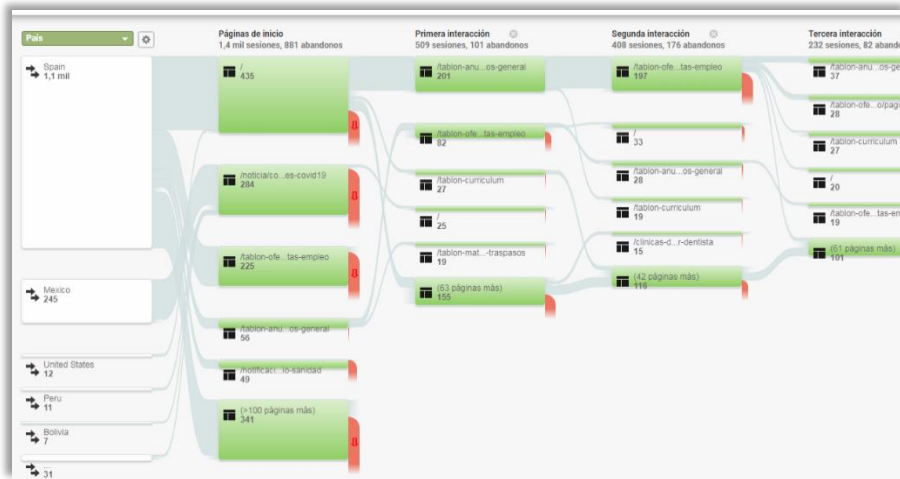 País
Páginas de inicio
1,4 mil sesiones, 881 abandonos
Primera interacción
509 sesiones, 101 abandonos
Segunda interacción
408 sesiones, 176 abandonos
Tercera interacción
232 sesiones, 82 abando
Spain
1,1 mil
Mexico
245
United States
12
Peru
11
Bolivia
7
...
31
/
435
/noticia/co...es-covid19
284
/tablon-ofe...tas-empleo
225
/tablon-anu...os-general
56
/notificaci...io-sanidad
49
(>100 páginas más)
341
/tablon-anu...os-general
201
/tablon-ofe...tas-empleo
82
/tablon-curriculum
27
/
25
/tablon-mat...-traspasos
19
(63 páginas más)
155
/tablon-ofe...tas-empleo
197
/
33
/tablon-anu...os-general
28
/tablon-curriculum
19
/clinicas-d...r-dentista
15
(42 páginas más)
116
/tablon-anu...os-ge
37
/tablon-ofe...o/pagi
28
/tablon-curriculum
27
/
20
/tablon-ofe...tas-em
19
(61 páginas más)
101